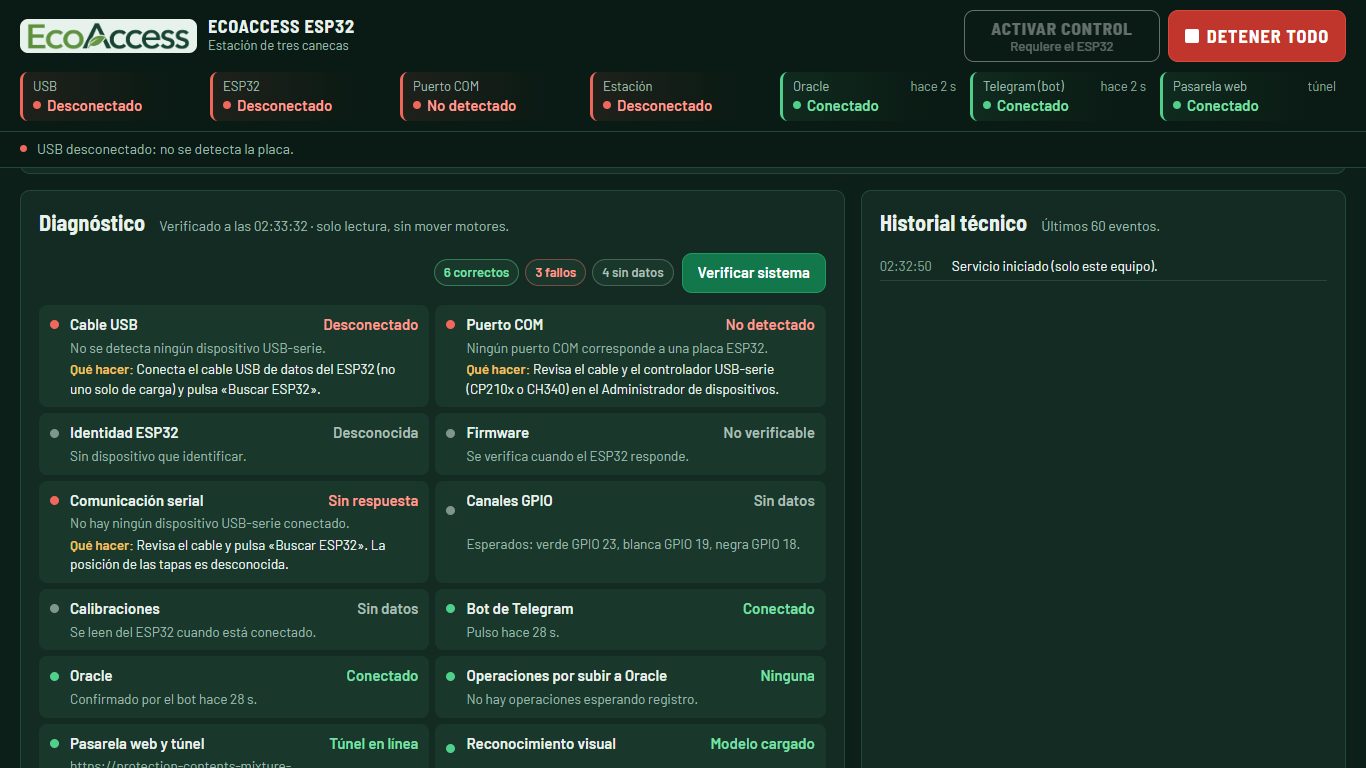 EcoAccess
ECOACCESS ESP32
Estación de tres canecas
ACTIVAR CONTROL
Requiere el ESP32
DETENER TODO
USB
Desconectado
ESP32
Desconectado
Puerto COM
No detectado
Estación
Desconectado
Oracle hace 2 s
Conectado
Telegram (bot) hace 2 s
Conectado
Pasarela web túnel
Conectado
USB desconectado: no se detecta la placa.
Diagnóstico Verificado a las 02:33:32 · solo lectura, sin mover motores.
6 correctos 3 fallos 4 sin datos Verificar sistema
Cable USB Desconectado
No se detecta ningún dispositivo USB-serie.
Qué hacer: Conecta el cable USB de datos del ESP32 (no
uno solo de carga) y pulsa «Buscar ESP32».
Puerto COM No detectado
Ningún puerto COM corresponde a una placa ESP32.
Qué hacer: Revisa el cable y el controlador USB-serie
(CP210x o CH340) en el Administrador de dispositivos.
Identidad ESP32 Desconocida
Sin dispositivo que identificar.
Firmware No verificable
Se verifica cuando el ESP32 responde.
Comunicación serial Sin respuesta
No hay ningún dispositivo USB-serie conectado.
Qué hacer: Revisa el cable y pulsa «Buscar ESP32». La
posición de las tapas es desconocida.
Canales GPIO Sin datos
Esperados: verde GPIO 23, blanca GPIO 19, negra GPIO 18.
Calibraciones Sin datos
Se leen del ESP32 cuando está conectado.
Bot de Telegram Conectado
Pulso hace 28 s.
Oracle Conectado
Confirmado por el bot hace 28 s.
Operaciones por subir a Oracle Ninguna
No hay operaciones esperando registro.
Pasarela web y túnel Túnel en línea
https://protection-contents-mixture-
Reconocimiento visual Modelo cargado
Historial técnico Últimos 60 eventos.
02:32:50 Servicio iniciado (solo este equipo).